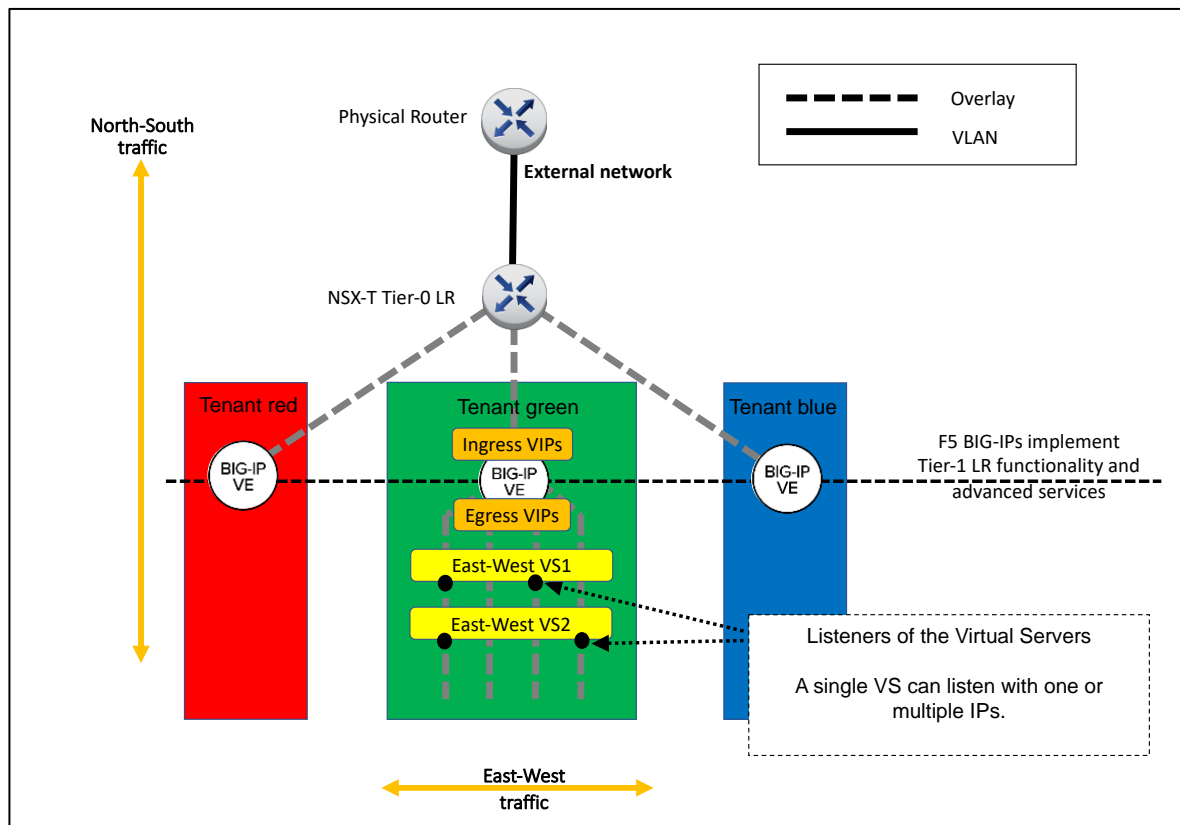 Physical Router
Overlay
VLAN
North-South
traffic
External network
NSX-T Tier-0 LR
Tenant red
Tenant green
Tenant blue
Ingress VIPs
BIG-IP
VE
BIG-IP
VE
BIG-IP
VE
F5 BIG-IPs implement
Tier-1 LR functionality and
advanced services
Egress VIPs
East-West VS1
East-West VS2
Listeners of the Virtual Servers
A single VS can listen with one or
multiple IPs.
East-West
traffic